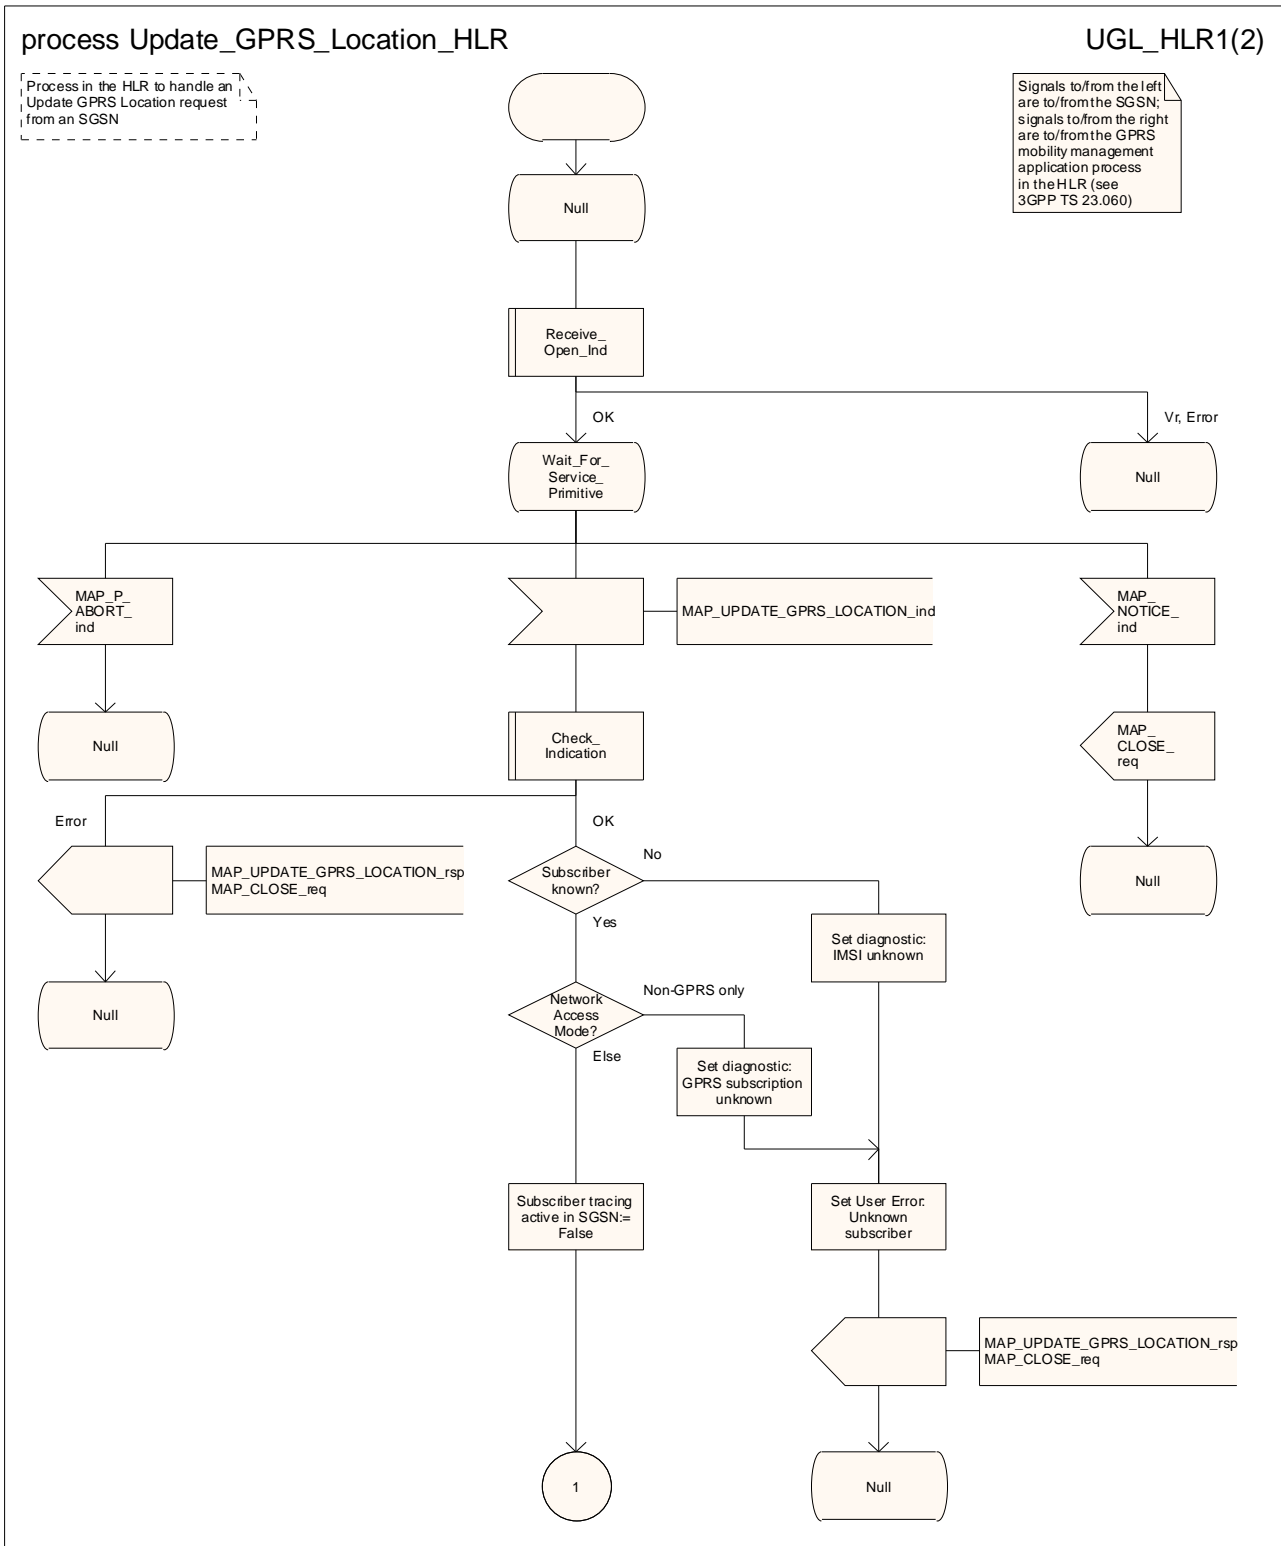 process Update_GPRS_Location_HLR
UGL_HLR1(2)
Process in the HLR to handle an
Update GPRS Location request
from an SGSN
Signals to/from the left
are to/from the SGSN;
signals to/from the right
are to/from the GPRS
mobility management
application process
in the HLR (see
3GPP TS 23.060)
Null
Receive_
Open_Ind
OK
Vr, Error
Wait_For_
Service_
Primitive
Null
MAP_P_
ABORT_
ind
MAP_UPDATE_GPRS_LOCATION_ind
MAP_
NOTICE_
ind
Null
Check_
Indication
MAP_
CLOSE_
req
Error
OK
MAP_UPDATE_GPRS_LOCATION_rsp
MAP_CLOSE_req
Subscriber
known?
No
Yes
Null
Set diagnostic:
IMSI unknown
Null
Network
Access
Mode?
Non-GPRS only
Else
Set diagnostic:
GPRS subscription
unknown
Subscriber tracing
active in SGSN:=
False
Set User Error:
Unknown
subscriber
MAP_UPDATE_GPRS_LOCATION_rsp
MAP_CLOSE_req
1
Null